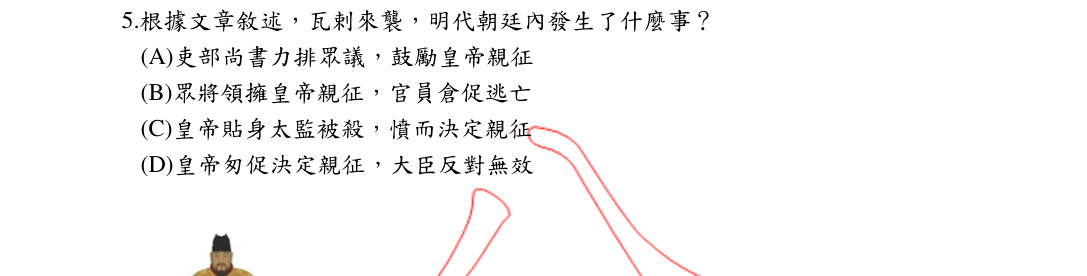 5.根據文章敘述，瓦剌來襲，明代朝廷內發生了什麼事？
(A)吏部尚書力排眾議，鼓勵皇帝親征
(B)眾將領擁皇帝親征，官員倉促逃亡
(C)皇帝貼身太監被殺，憤而決定親征
(D)皇帝匆促決定親征，大臣反對無效